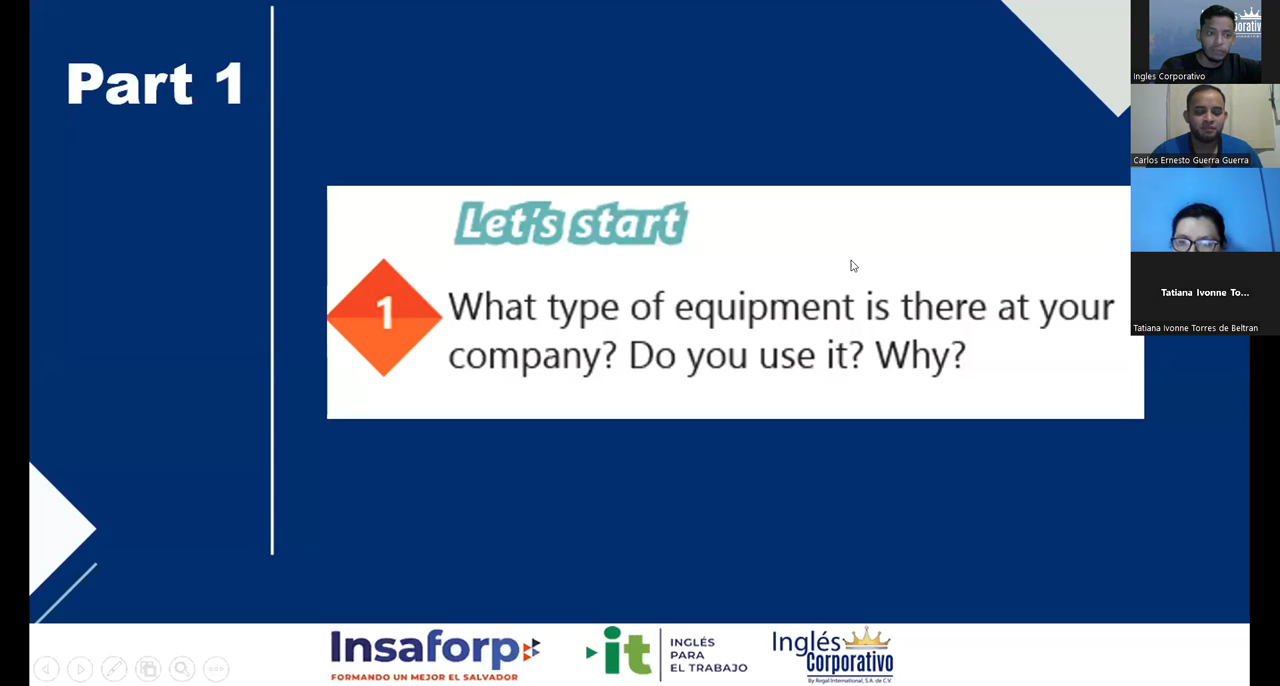 Part 1
Let's start
1
What type of equipment is there at your
company? Do you use it? Why?
Insaforp
FORMANDO UN MEJOR EL SALVADOR
it
INGLÉS
PARA
EL TRABAJO
Inglés
Corporativo
By Regal International, S.A. de C.V.
Ingles Corporativo
Carlos Ernesto Guerra Guerra
Tatiana Ivonne To...
Tatiana Ivonne Torres de Beltran